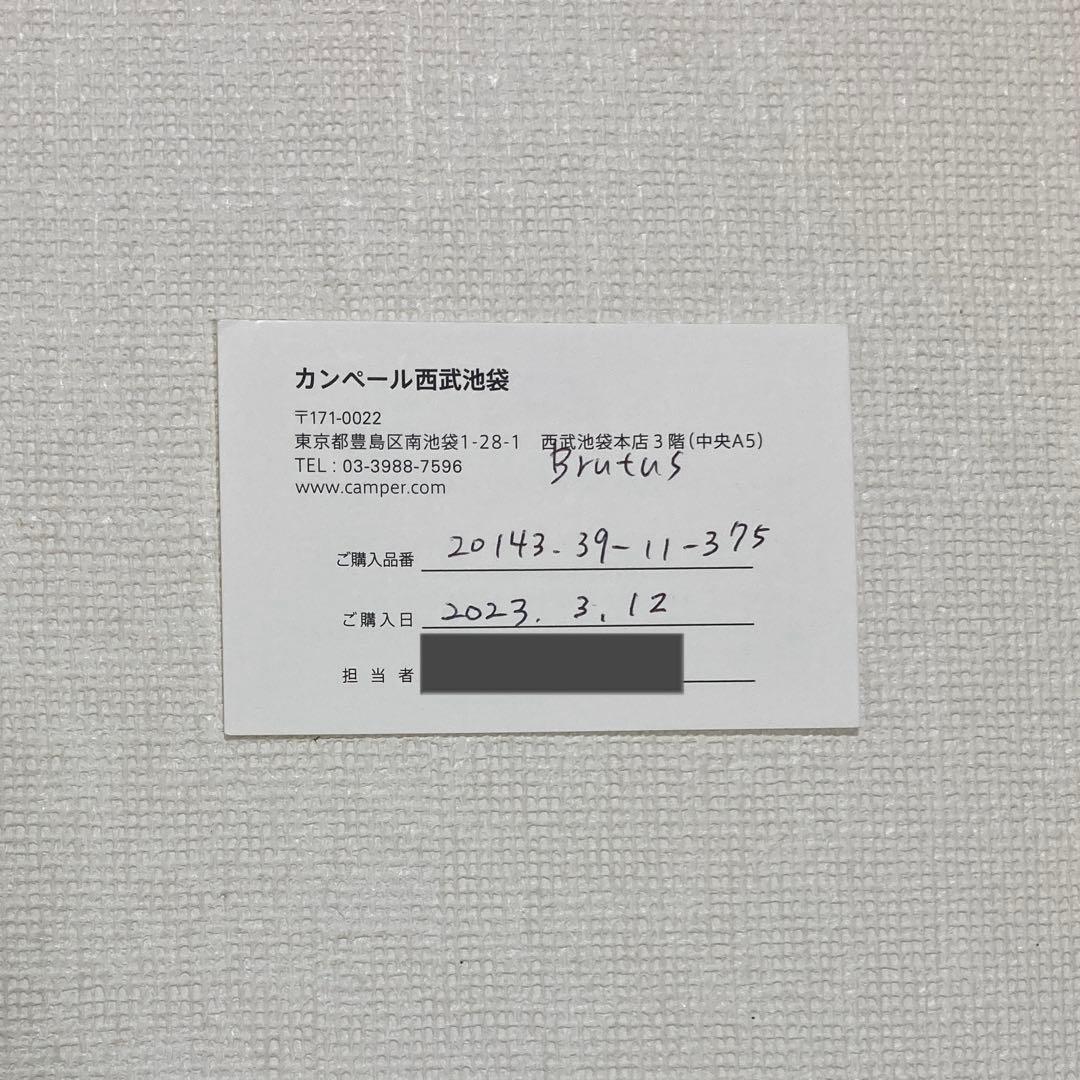 カンペール西武池袋
〒171-0022
東京都豊島区南池袋1-28-1　西武池袋本店3階(中央A5)
TEL : 03-3988-7596
Brutus
www.camper.com
ご購入品番 20143-39-11-375
ご購入日 2023. 3. 12
担当者